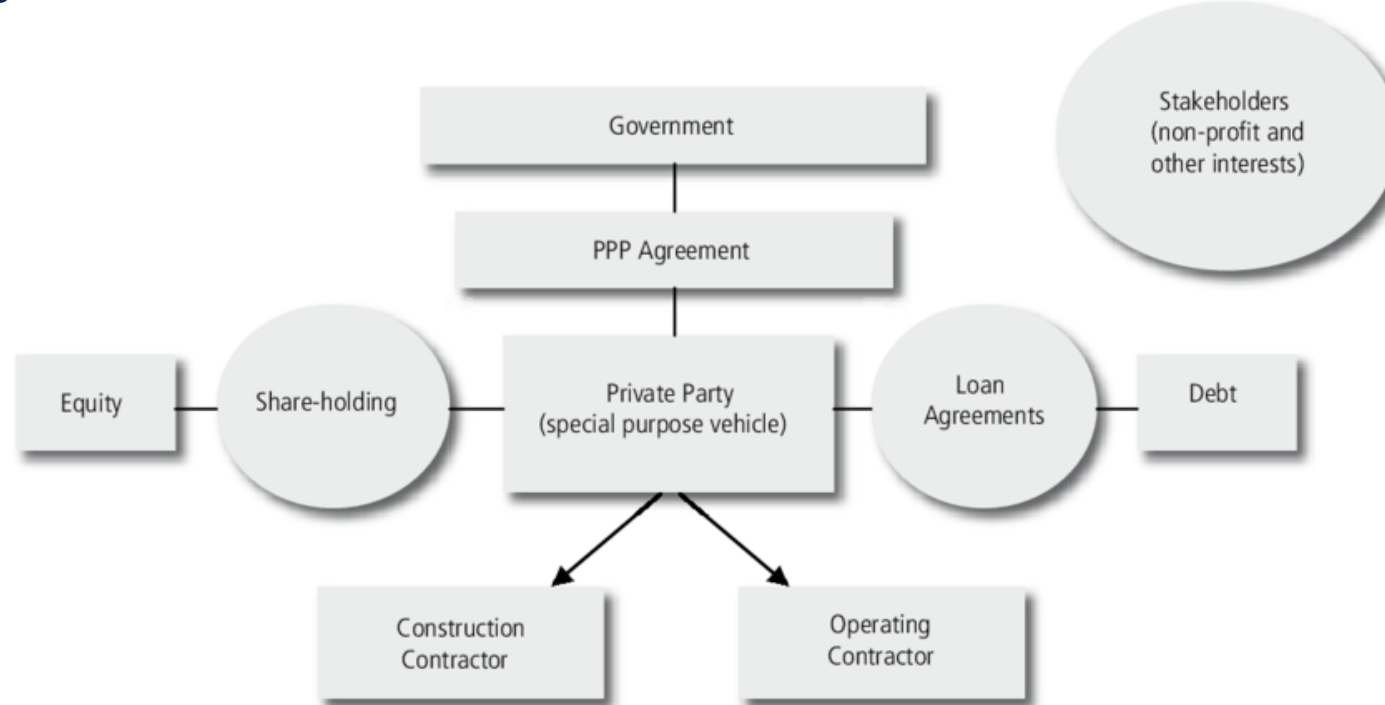 Government
Stakeholders
(non-profit and
other interests)
PPP Agreement
Equity
Share-holding
Private Party
(special purpose vehicle)
Loan
Agreements
Debt
Construction
Contractor
Operating
Contractor